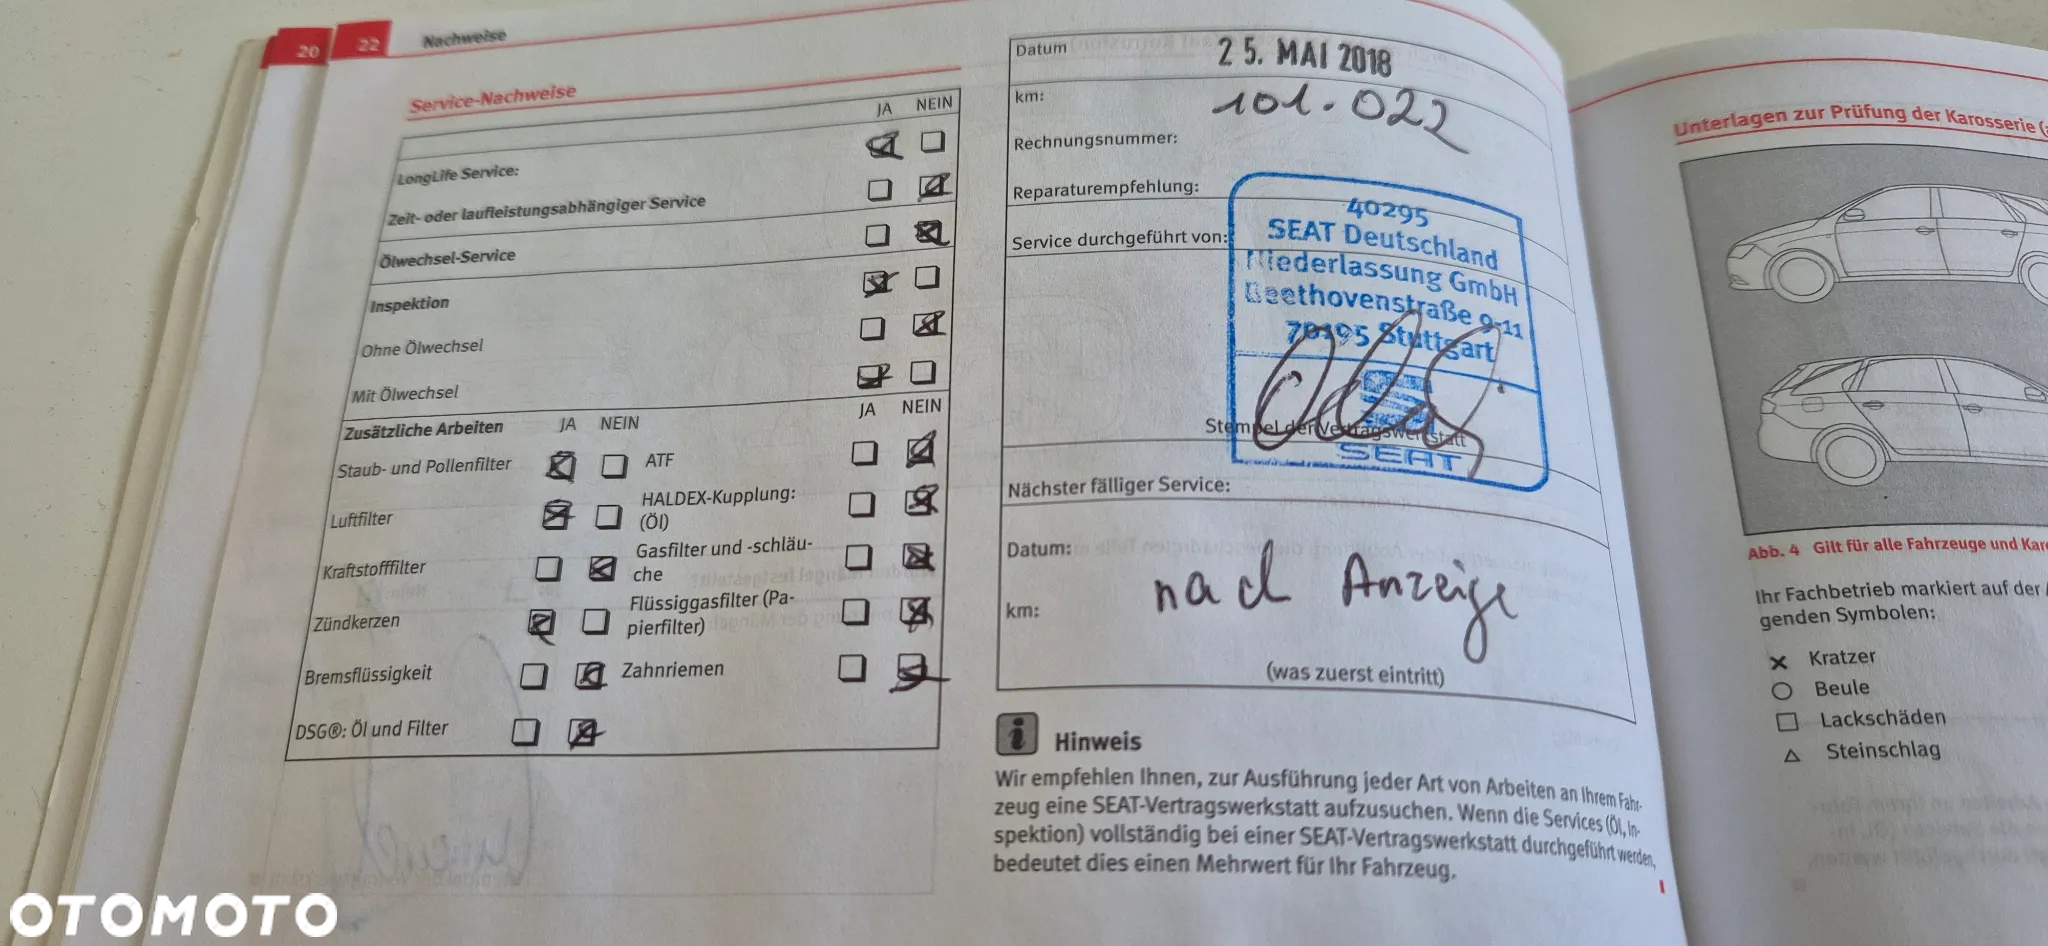 20
22
Nachweise
Service-Nachweise
JA NEIN
LongLife Service:
Zeit- oder laufleistungsabhängiger Service
Ölwechsel-Service
Inspektion
Ohne Ölwechsel
Mit Ölwechsel
JA NEIN
Zusätzliche Arbeiten JA NEIN
Staub- und Pollenfilter
ATF
Luftfilter
HALDEX-Kupplung:
(Öl)
Kraftstofffilter
Gasfilter und -schläu-
che
Zündkerzen
Flüssiggasfilter (Pa-
pierfilter)
Bremsflüssigkeit
Zahnriemen
DSG®: Öl und Filter
Datum 25. MAI 2018
km: 101.022
Rechnungsnummer:
Reparaturempfehlung:
Service durchgeführt von:
40295
SEAT Deutschland
Niederlassung GmbH
Beethovenstraße 9-11
70195 Stuttgart
Stempel der Vertragswerkstatt
SEAT
Nächster fälliger Service:
Datum:
nach Anzeige
km:
(was zuerst eintritt)
i Hinweis
Wir empfehlen Ihnen, zur Ausführung jeder Art von Arbeiten an Ihrem Fahr-
zeug eine SEAT-Vertragswerkstatt aufzusuchen. Wenn die Services (Öl, In-
spektion) vollständig bei einer SEAT-Vertragswerkstatt durchgeführt werden,
bedeutet dies einen Mehrwert für Ihr Fahrzeug.
Unterlagen zur Prüfung der Karosserie
Abb. 4 Gilt für alle Fahrzeuge und
Ihr Fachbetrieb markiert auf der
genden Symbolen:
Kratzer
Beule
Lackschäden
Steinschlag
OTOMOTO